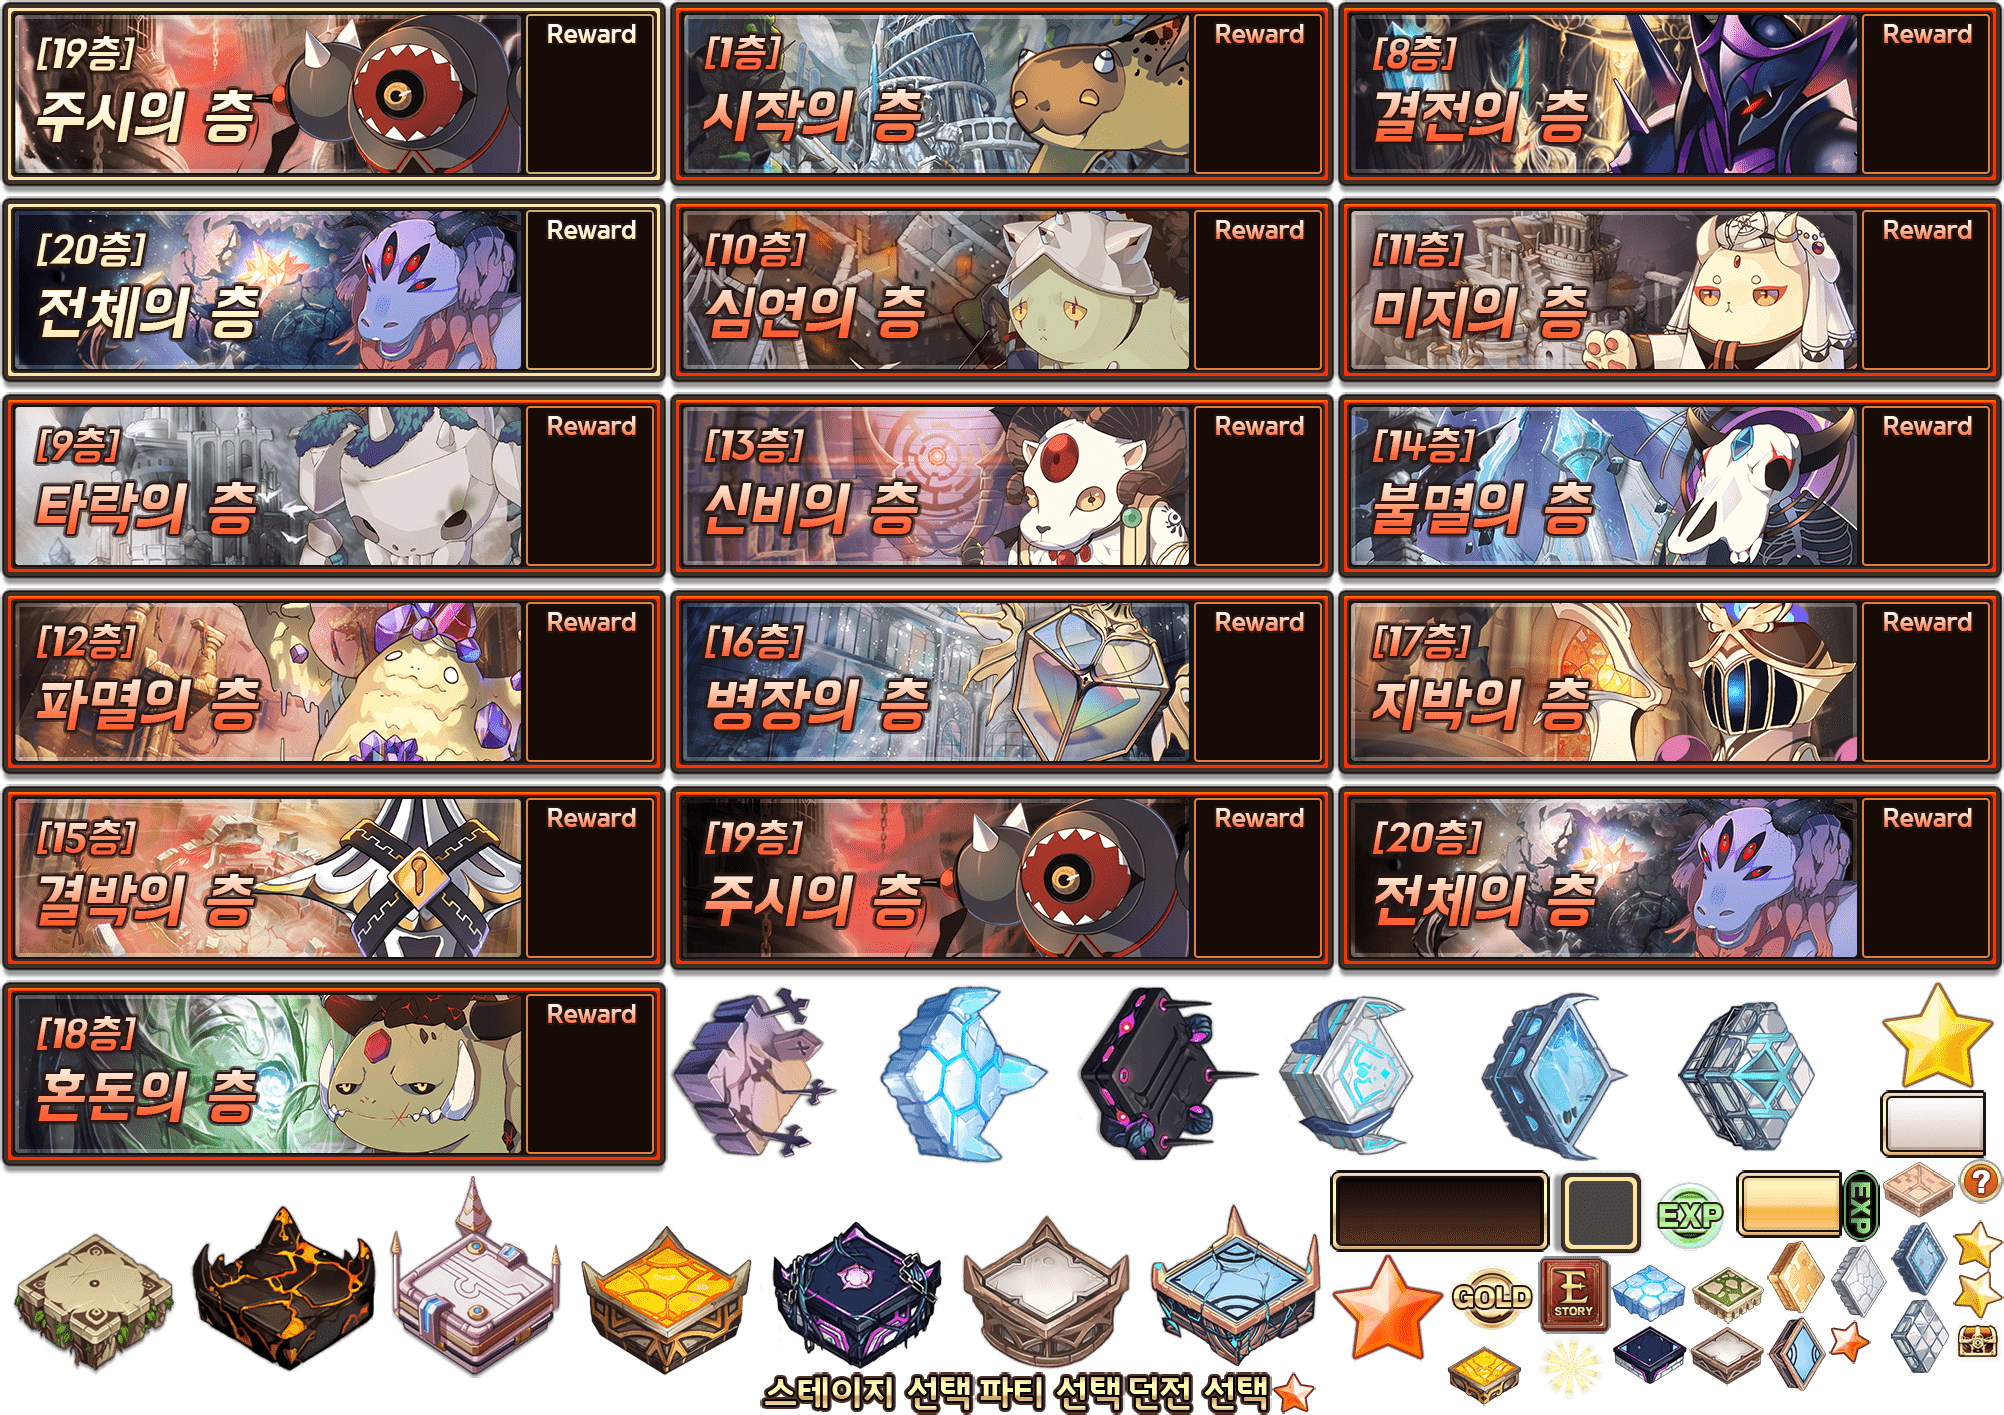 [19층]
주시의 층
Reward
[1층]
시작의 층
Reward
[8층]
결전의 층
Reward
[20층]
전체의 층
Reward
[10층]
심연의 층
Reward
[11층]
미지의 층
Reward
[9층]
타락의 층
Reward
[13층]
신비의 층
Reward
[14층]
불멸의 층
Reward
[12층]
파멸의 층
Reward
[16층]
병장의 층
Reward
[17층]
지박의 층
Reward
[15층]
결박의 층
Reward
[19층]
주시의 층
Reward
[20층]
전체의 층
Reward
[18층]
혼돈의 층
Reward
EXP
EXP
?
GOLD
E
STORY
스테이지 선택
파티 선택
던전 선택